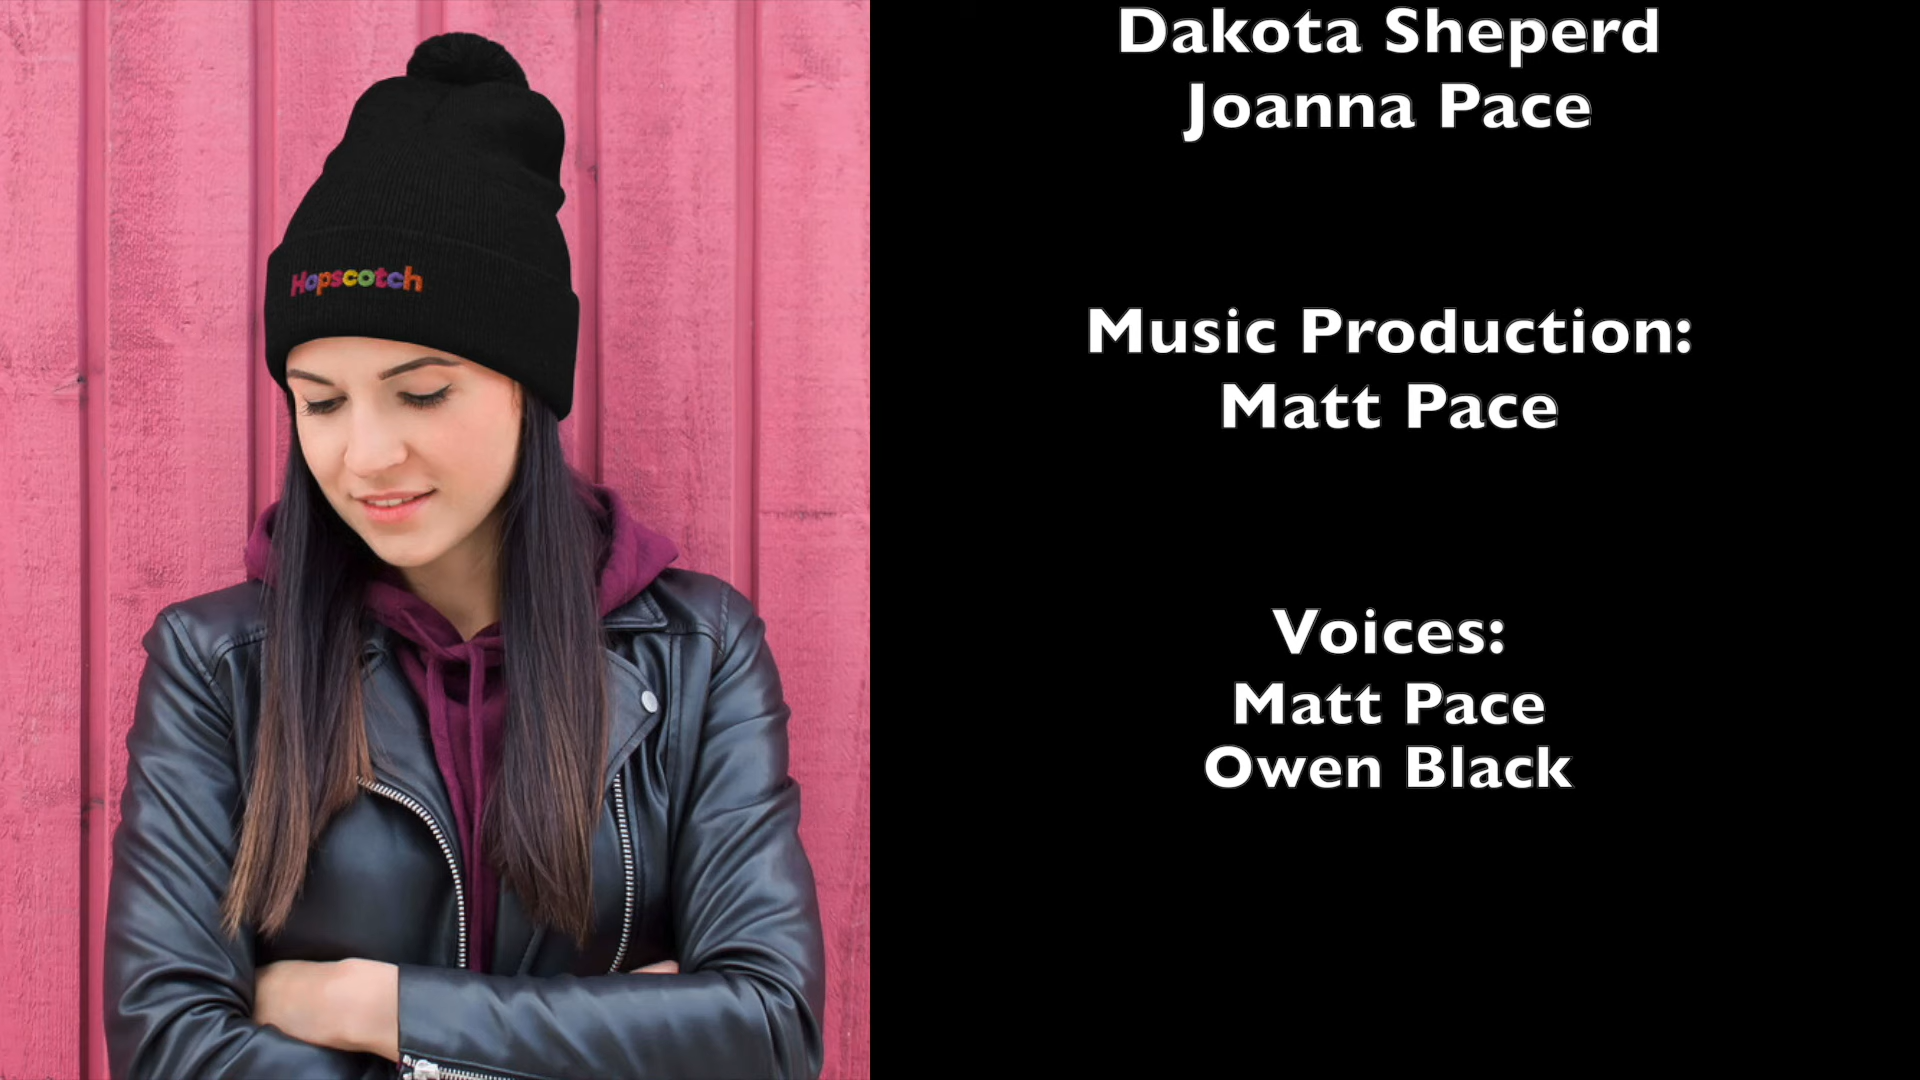 Hopscotch
Dakota Sheperd
Joanna Pace
Music Production:
Matt Pace
Voices:
Matt Pace
Owen Black